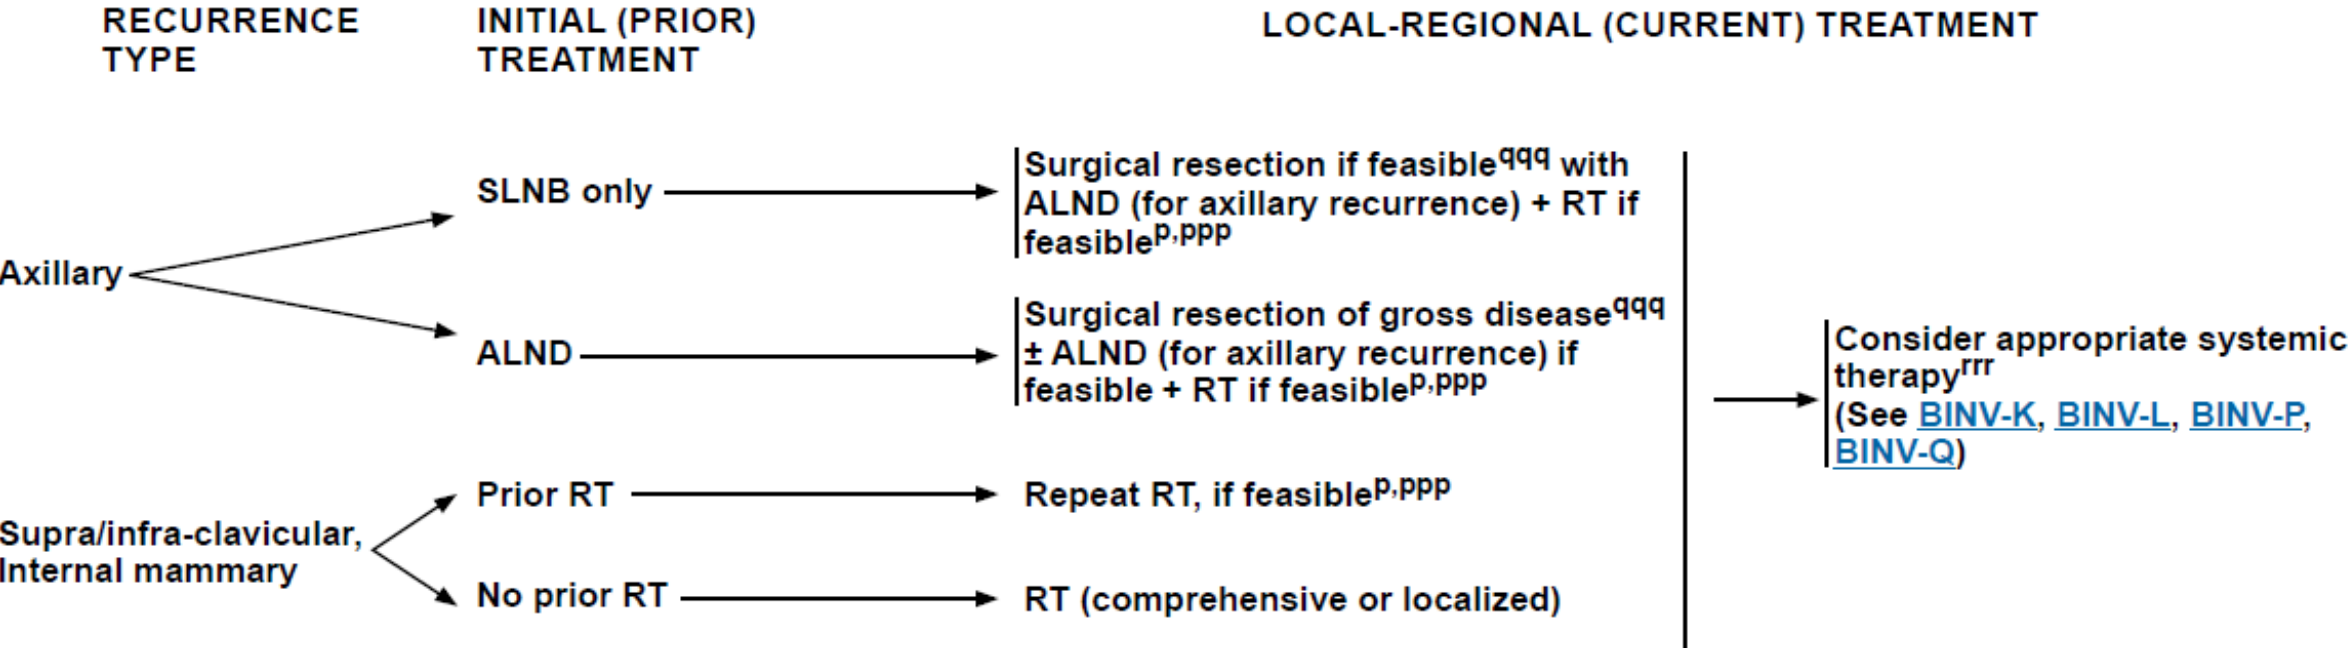 RECURRENCE
TYPE
INITIAL (PRIOR)
TREATMENT
LOCAL-REGIONAL (CURRENT) TREATMENT
Axillary
SLNB only
Surgical resection if feasibleqqq with
ALND (for axillary recurrence) + RT if
feasiblep,ppp
ALND
Surgical resection of gross diseaseqqq
± ALND (for axillary recurrence) if
feasible + RT if feasiblep,ppp
Supra/infra-clavicular,
Internal mammary
Prior RT
Repeat RT, if feasiblep,ppp
No prior RT
RT (comprehensive or localized)
Consider appropriate systemic
therapyrrr
(See BINV-K, BINV-L, BINV-P,
BINV-Q)